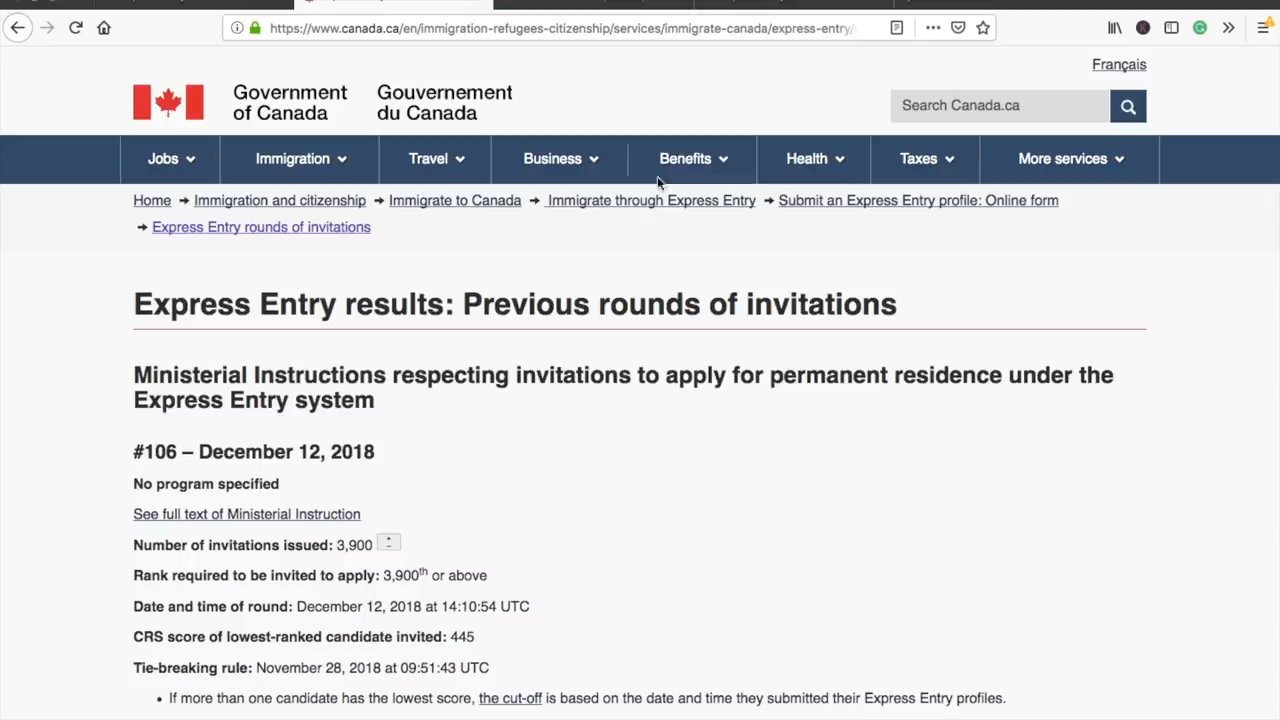 https://www.canada.ca/en/immigration-refugees-citizenship/services/immigrate-canada/express-entry/
Français
Government of Canada
Gouvernement du Canada
Search Canada.ca
Jobs Immigration Travel Business Benefits Health Taxes More services
Home → Immigration and citizenship → Immigrate to Canada → Immigrate through Express Entry → Submit an Express Entry profile: Online form
→ Express Entry rounds of invitations
Express Entry results: Previous rounds of invitations
Ministerial Instructions respecting invitations to apply for permanent residence under the
Express Entry system
#106 – December 12, 2018
No program specified
See full text of Ministerial Instruction
Number of invitations issued: 3,900 *
Rank required to be invited to apply: 3,900th or above
Date and time of round: December 12, 2018 at 14:10:54 UTC
CRS score of lowest-ranked candidate invited: 445
Tie-breaking rule: November 28, 2018 at 09:51:43 UTC
• If more than one candidate has the lowest score, the cut-off is based on the date and time they submitted their Express Entry profiles.